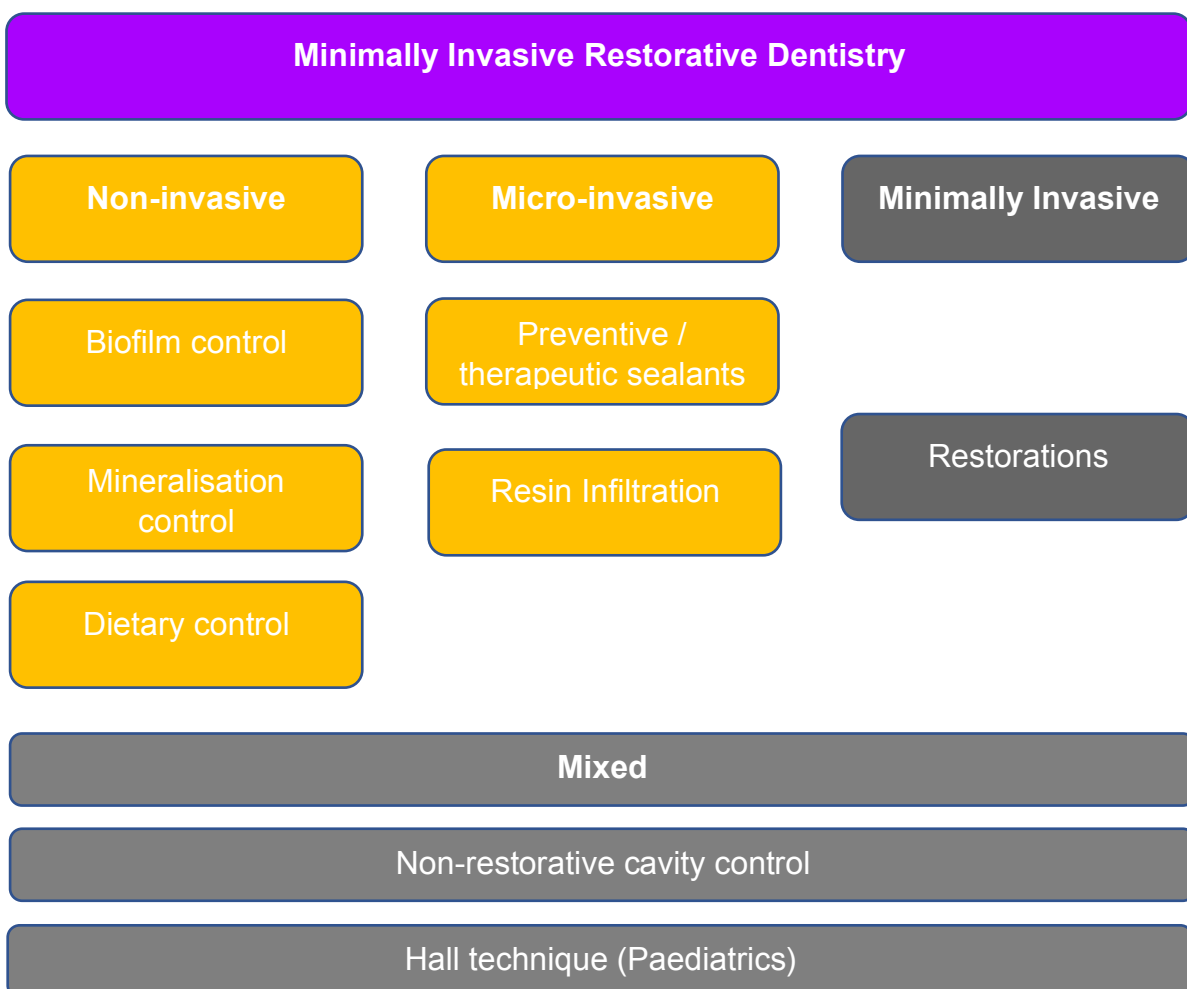 Minimally Invasive Restorative Dentistry
Non-invasive
Micro-invasive
Minimally Invasive
Biofilm control
Preventive /
therapeutic sealants
Restorations
Mineralisation
control
Resin Infiltration
Dietary control
Mixed
Non-restorative cavity control
Hall technique (Paediatrics)